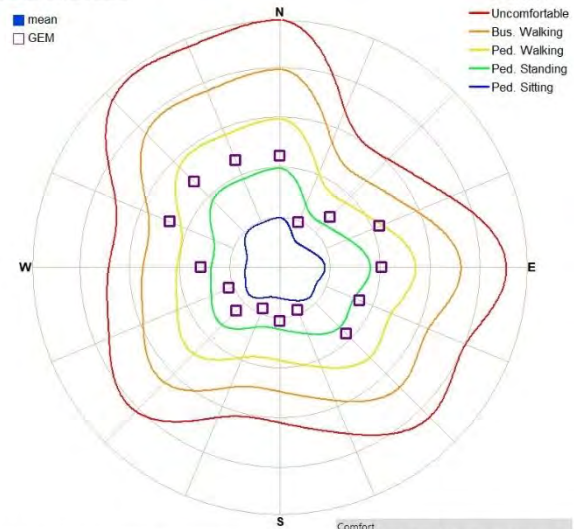 mean
GEM
N
Uncomfortable
Bus. Walking
Ped. Walking
Ped. Standing
Ped. Sitting
W
E
S
Comfort